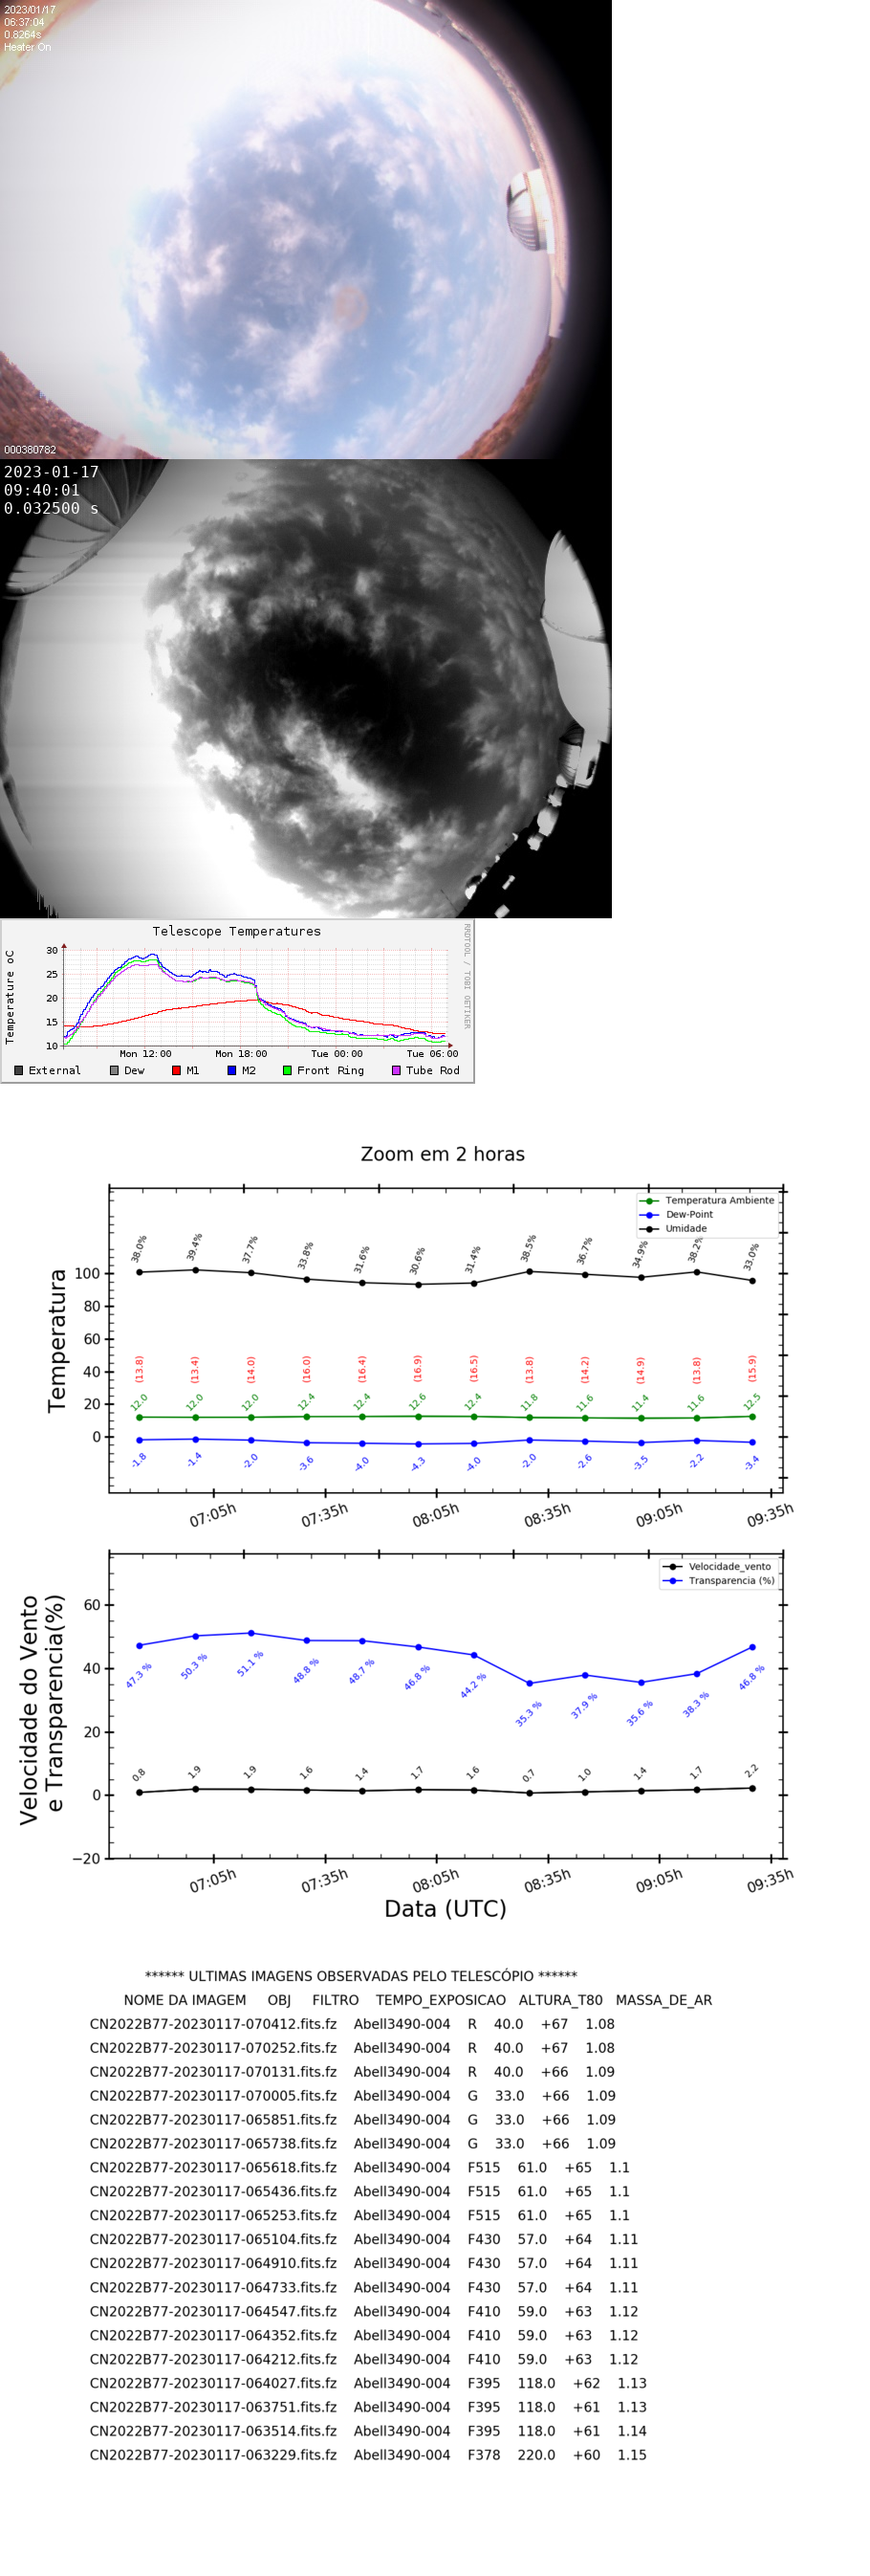 2023/01/17
06:37:04
0.8264s
Heater On
000380782
2023-01-17
09:40:01
0.032500 s
Telescope Temperatures
RRDTOOL / TOBI OETIKER
Temperature oC
30
25
20
15
10
Mon 12:00 Mon 18:00 Tue 00:00 Tue 06:00
External Dew M1 M2 Front Ring Tube Rod
Zoom em 2 horas
Temperatura Ambiente
Dew-Point
Umidade
38.0% 39.4% 37.7% 33.8% 31.6% 30.6% 31.4% 38.5% 36.7% 34.9% 38.2% 33.0%
Temperatura
100
80
60
40
20
0
(13.8) (13.4) (14.0) (16.0) (16.4) (16.9) (16.5) (13.8) (14.2) (14.9) (13.8) (15.9)
12.0 12.0 12.0 12.4 12.4 12.6 12.4 11.8 11.6 11.4 11.6 12.5
-1.8 -1.4 -2.0 -3.6 -4.0 -4.3 -4.0 -2.0 -2.6 -3.5 -2.2 -3.4
07:05h 07:35h 08:05h 08:35h 09:05h 09:35h
Velocidade_vento
Transparencia (%)
Velocidade do Vento
e Transparencia(%)
60
40
20
0
−20
47.3 % 50.3 % 51.1 % 48.8 % 48.7 % 46.8 % 44.2 % 35.3 % 37.9 % 35.6 % 38.3 % 46.8 %
0.8 1.9 1.9 1.6 1.4 1.7 1.6 0.7 1.0 1.4 1.7 2.2
07:05h 07:35h 08:05h 08:35h 09:05h 09:35h
Data (UTC)
****** ULTIMAS IMAGENS OBSERVADAS PELO TELESCÓPIO ******
NOME DA IMAGEM OBJ FILTRO TEMPO_EXPOSICAO ALTURA_T80 MASSA_DE_AR
CN2022B77-20230117-070412.fits.fz Abell3490-004 R 40.0 +67 1.08
CN2022B77-20230117-070252.fits.fz Abell3490-004 R 40.0 +67 1.08
CN2022B77-20230117-070131.fits.fz Abell3490-004 R 40.0 +66 1.09
CN2022B77-20230117-070005.fits.fz Abell3490-004 G 33.0 +66 1.09
CN2022B77-20230117-065851.fits.fz Abell3490-004 G 33.0 +66 1.09
CN2022B77-20230117-065738.fits.fz Abell3490-004 G 33.0 +66 1.09
CN2022B77-20230117-065618.fits.fz Abell3490-004 F515 61.0 +65 1.1
CN2022B77-20230117-065436.fits.fz Abell3490-004 F515 61.0 +65 1.1
CN2022B77-20230117-065253.fits.fz Abell3490-004 F515 61.0 +65 1.1
CN2022B77-20230117-065104.fits.fz Abell3490-004 F430 57.0 +64 1.11
CN2022B77-20230117-064910.fits.fz Abell3490-004 F430 57.0 +64 1.11
CN2022B77-20230117-064733.fits.fz Abell3490-004 F430 57.0 +64 1.11
CN2022B77-20230117-064547.fits.fz Abell3490-004 F410 59.0 +63 1.12
CN2022B77-20230117-064352.fits.fz Abell3490-004 F410 59.0 +63 1.12
CN2022B77-20230117-064212.fits.fz Abell3490-004 F410 59.0 +63 1.12
CN2022B77-20230117-064027.fits.fz Abell3490-004 F395 118.0 +62 1.13
CN2022B77-20230117-063751.fits.fz Abell3490-004 F395 118.0 +61 1.13
CN2022B77-20230117-063514.fits.fz Abell3490-004 F395 118.0 +61 1.14
CN2022B77-20230117-063229.fits.fz Abell3490-004 F378 220.0 +60 1.15